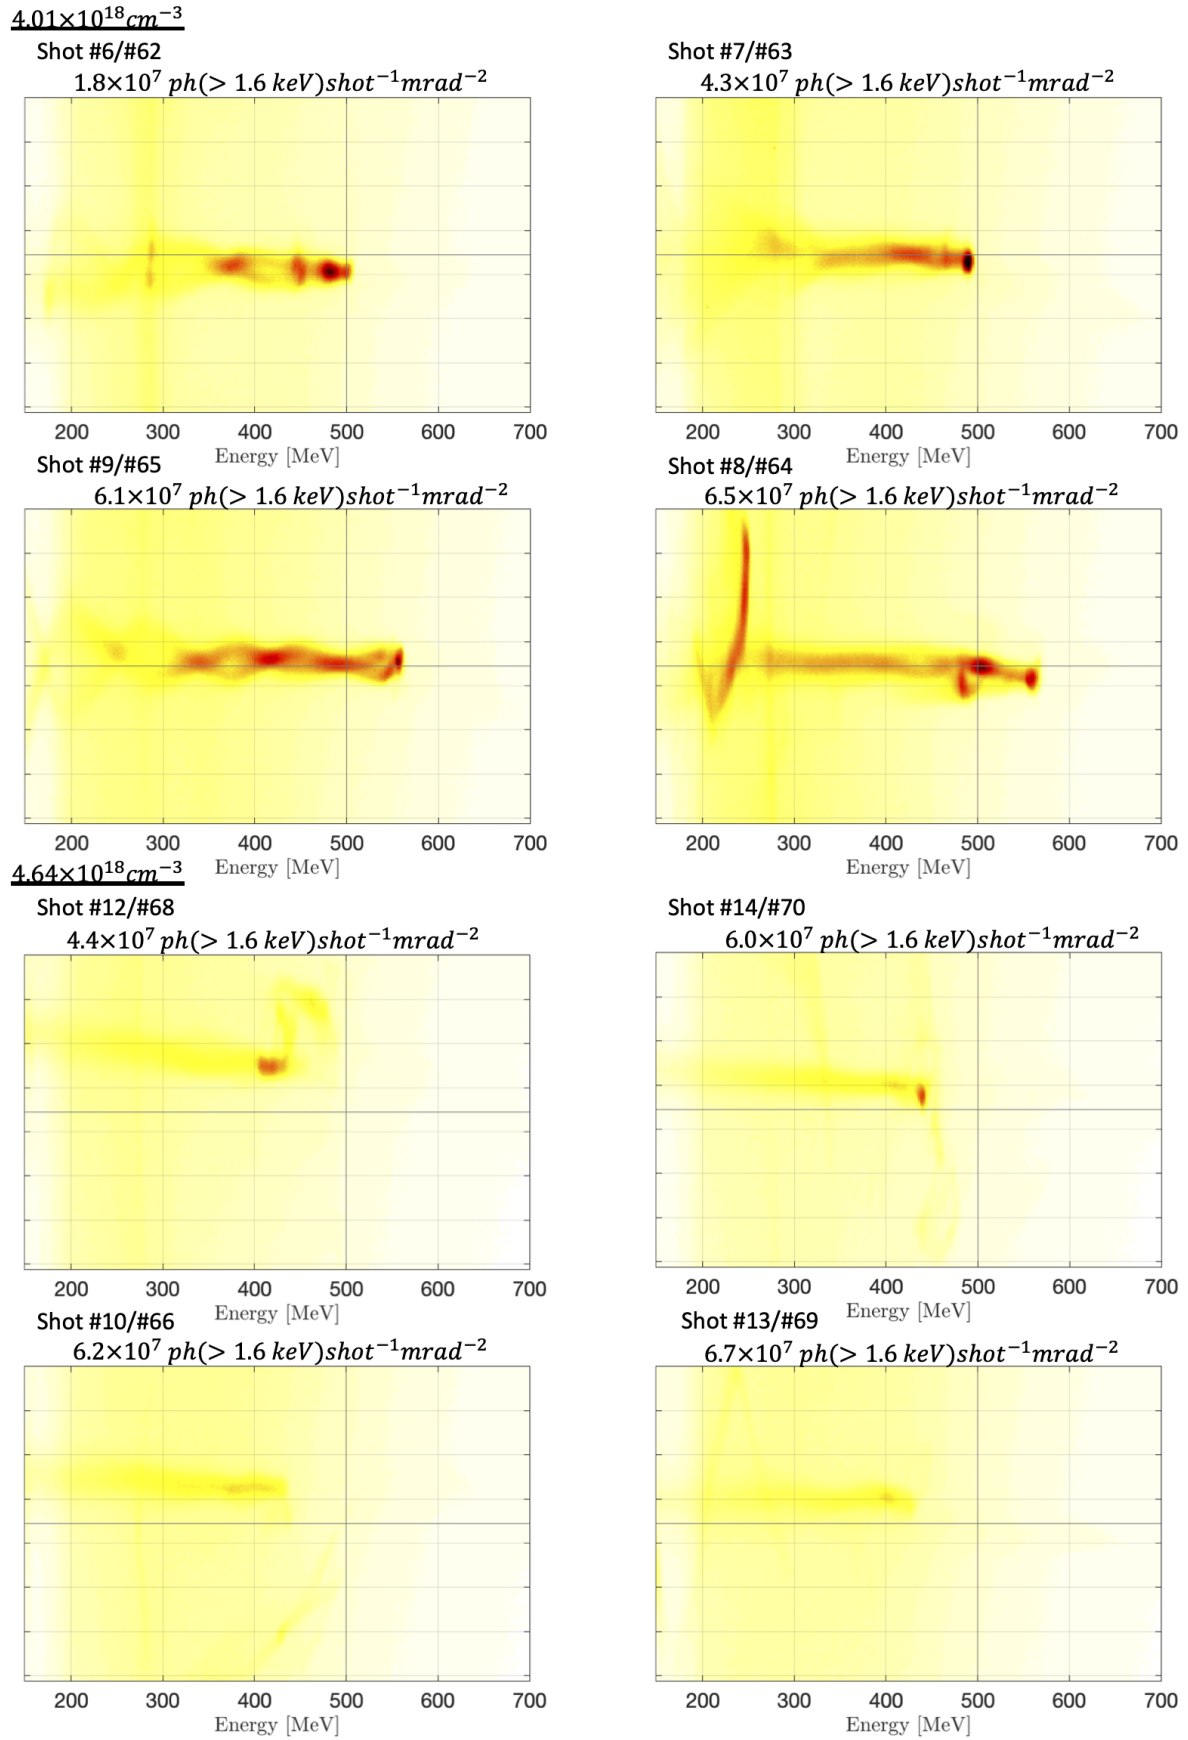 4.01×10¹⁸cm⁻³
Shot #6/#62
1.8×10⁷ ph(> 1.6 keV)shot⁻¹mrad⁻²
200 300 400 500 600 700
Energy [MeV]
Shot #7/#63
4.3×10⁷ ph(> 1.6 keV)shot⁻¹mrad⁻²
200 300 400 500 600 700
Energy [MeV]
Shot #9/#65
6.1×10⁷ ph(> 1.6 keV)shot⁻¹mrad⁻²
200 300 400 500 600 700
Energy [MeV]
Shot #8/#64
6.5×10⁷ ph(> 1.6 keV)shot⁻¹mrad⁻²
200 300 400 500 600 700
Energy [MeV]
4.64×10¹⁸cm⁻³
Shot #12/#68
4.4×10⁷ ph(> 1.6 keV)shot⁻¹mrad⁻²
200 300 400 500 600 700
Energy [MeV]
Shot #14/#70
6.0×10⁷ ph(> 1.6 keV)shot⁻¹mrad⁻²
200 300 400 500 600 700
Energy [MeV]
Shot #10/#66
6.2×10⁷ ph(> 1.6 keV)shot⁻¹mrad⁻²
200 300 400 500 600 700
Energy [MeV]
Shot #13/#69
6.7×10⁷ ph(> 1.6 keV)shot⁻¹mrad⁻²
200 300 400 500 600 700
Energy [MeV]